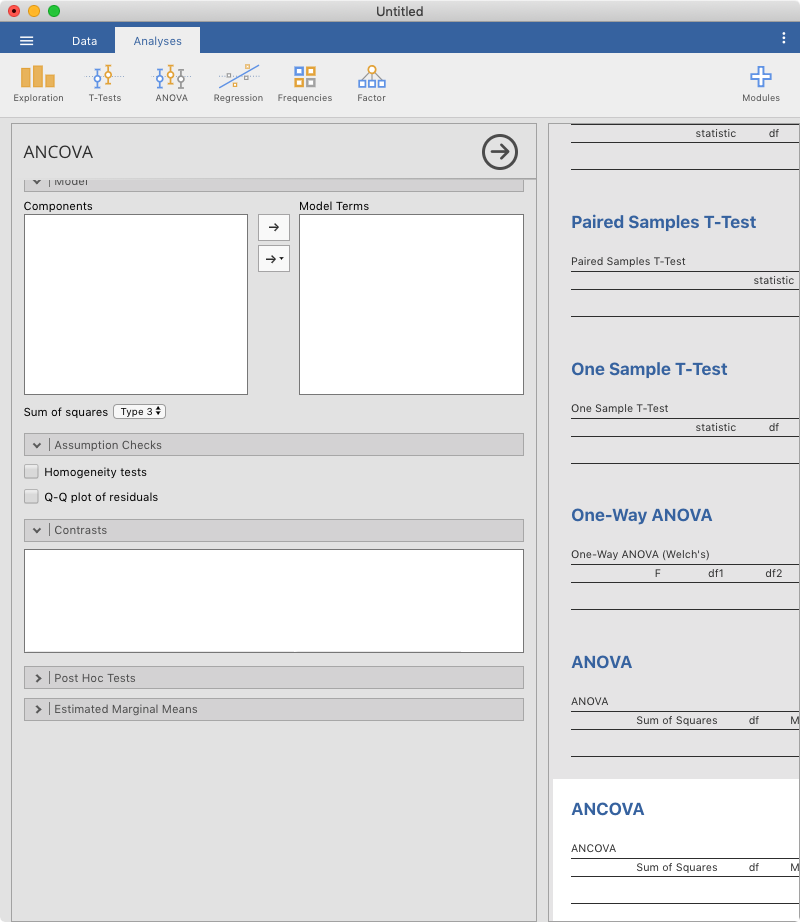 Untitled
Data Analyses
Exploration T-Tests ANOVA Regression Frequencies Factor Modules
ANCOVA
Model
Components Model Terms
Sum of squares Type 3
Assumption Checks
Homogeneity tests
Q-Q plot of residuals
Contrasts
Post Hoc Tests
Estimated Marginal Means
statistic df
Paired Samples T-Test
Paired Samples T-Test
statistic
One Sample T-Test
One Sample T-Test
statistic df
One-Way ANOVA
One-Way ANOVA (Welch's)
F df1 df2
ANOVA
ANOVA
Sum of Squares df M
ANCOVA
ANCOVA
Sum of Squares df M